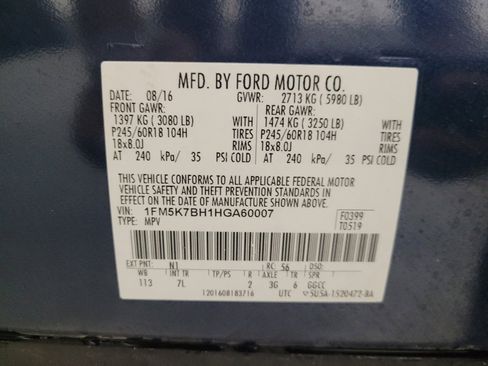 MFD. BY FORD MOTOR CO.
DATE: 08/16 GVWR: 2713 KG ( 5980 LB)
FRONT GAWR: REAR GAWR:
1397 KG ( 3080 LB) WITH 1474 KG ( 3250 LB) WITH
P245/60R18 104H TIRES P245/60R18 104H TIRES
18x8.0J RIMS 18x8.0J RIMS
AT 240 kPa/ 35 PSI COLD AT 240 kPa/ 35 PSI COLD
THIS VEHICLE CONFORMS TO ALL APPLICABLE FEDERAL MOTOR
VEHICLE SAFETY AND THEFT PREVENTION STANDARDS IN
EFFECT ON THE DATE OF MANUFACTURE SHOWN ABOVE.
VIN: 1FM5K7BH1HGA60007 F0399
TYPE: MPV T0519
EXT PNT: N1 RC: 56 DSO:
WB INT TR TP/PS R AXLE TR SPR
113 7L 2 3G 6 GGCC
1201608183716 UTC 5U5A-1520472-BA